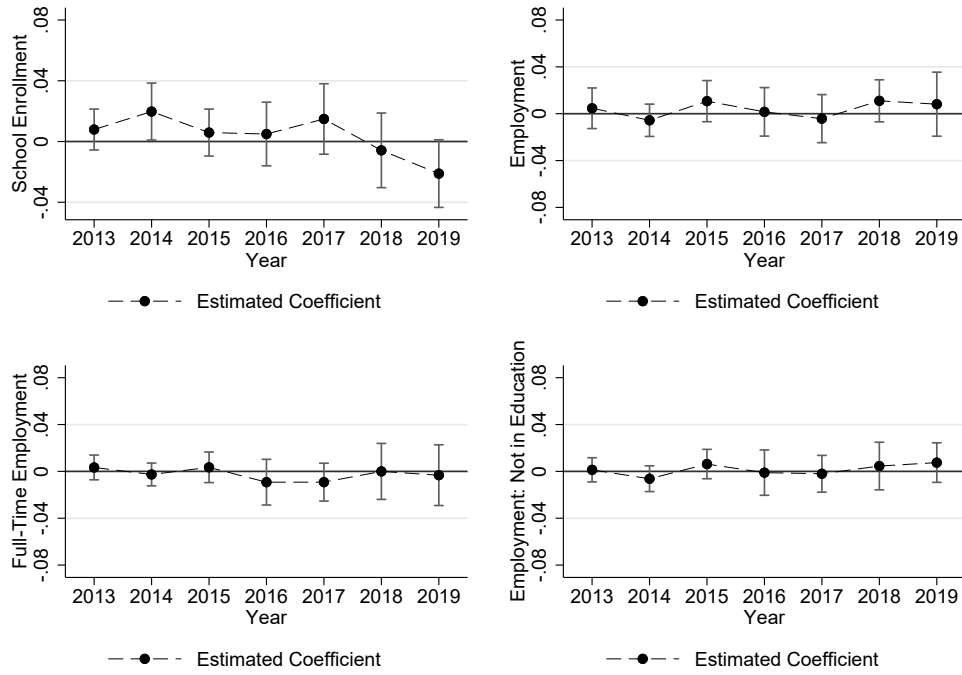 School Enrollment
.08
.04
0
-.04
2013 2014 2015 2016 2017 2018 2019
Year
Estimated Coefficient
Employment
.08
.04
0
-.04
-.08
2013 2014 2015 2016 2017 2018 2019
Year
Estimated Coefficient
Full-Time Employment
.08
.04
0
-.04
-.08
2013 2014 2015 2016 2017 2018 2019
Year
Estimated Coefficient
Employment: Not in Education
.08
.04
0
-.04
-.08
2013 2014 2015 2016 2017 2018 2019
Year
Estimated Coefficient